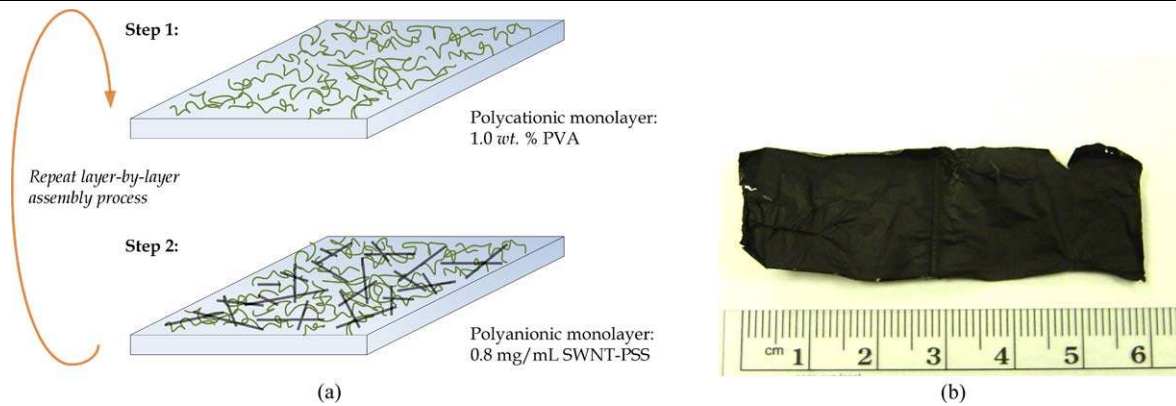 Step 1:
Polycationic monolayer:
1.0 wt. % PVA
Repeat layer-by-layer
assembly process
Step 2:
Polyanionic monolayer:
0.8 mg/mL SWNT-PSS
(a)
cm 1 2 3 4 5 6
(b)